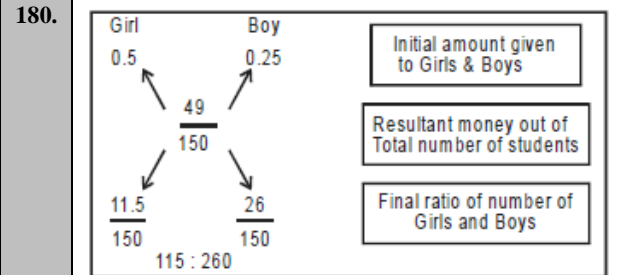 180.
Girl Boy
0.5 0.25
49
150
11.5 26
150 150
115 : 260
Initial amount given
to Girls & Boys
Resultant money out of
Total number of students
Final ratio of number of
Girls and Boys